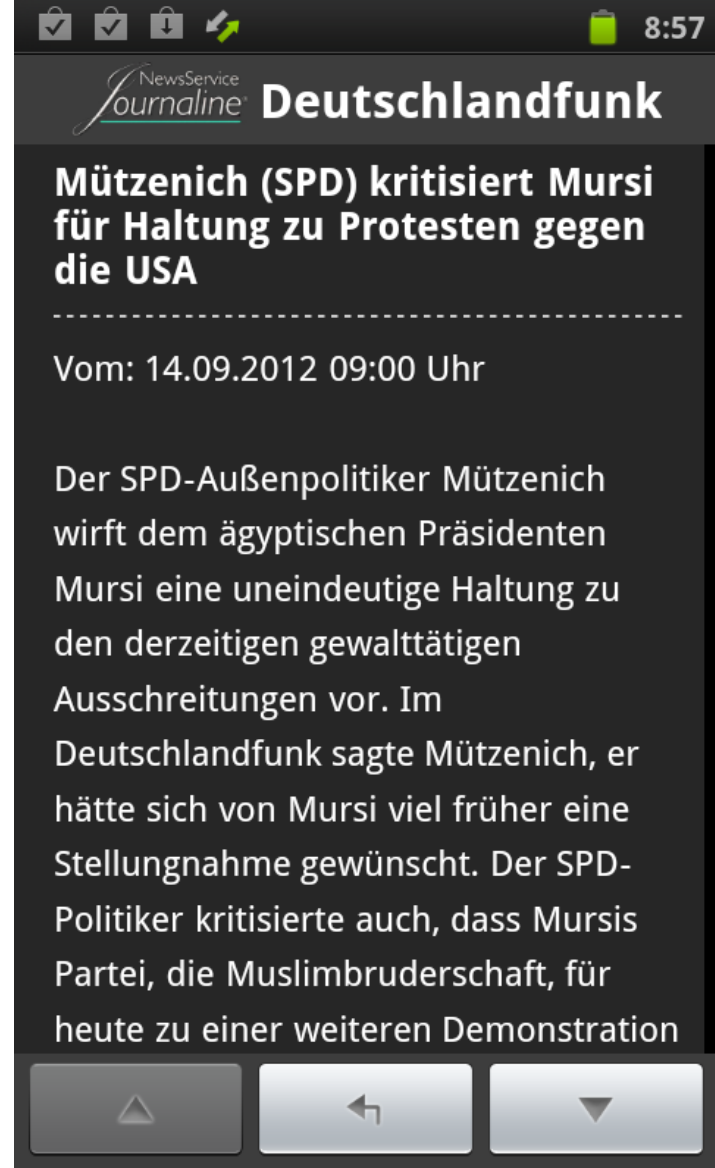 8:57
NewsService
Journaline® Deutschlandfunk
Mützenich (SPD) kritisiert Mursi
für Haltung zu Protesten gegen
die USA
Vom: 14.09.2012 09:00 Uhr
Der SPD-Außenpolitiker Mützenich
wirft dem ägyptischen Präsidenten
Mursi eine uneindeutige Haltung zu
den derzeitigen gewalttätigen
Ausschreitungen vor. Im
Deutschlandfunk sagte Mützenich, er
hätte sich von Mursi viel früher eine
Stellungnahme gewünscht. Der SPD-
Politiker kritisierte auch, dass Mursis
Partei, die Muslimbruderschaft, für
heute zu einer weiteren Demonstration